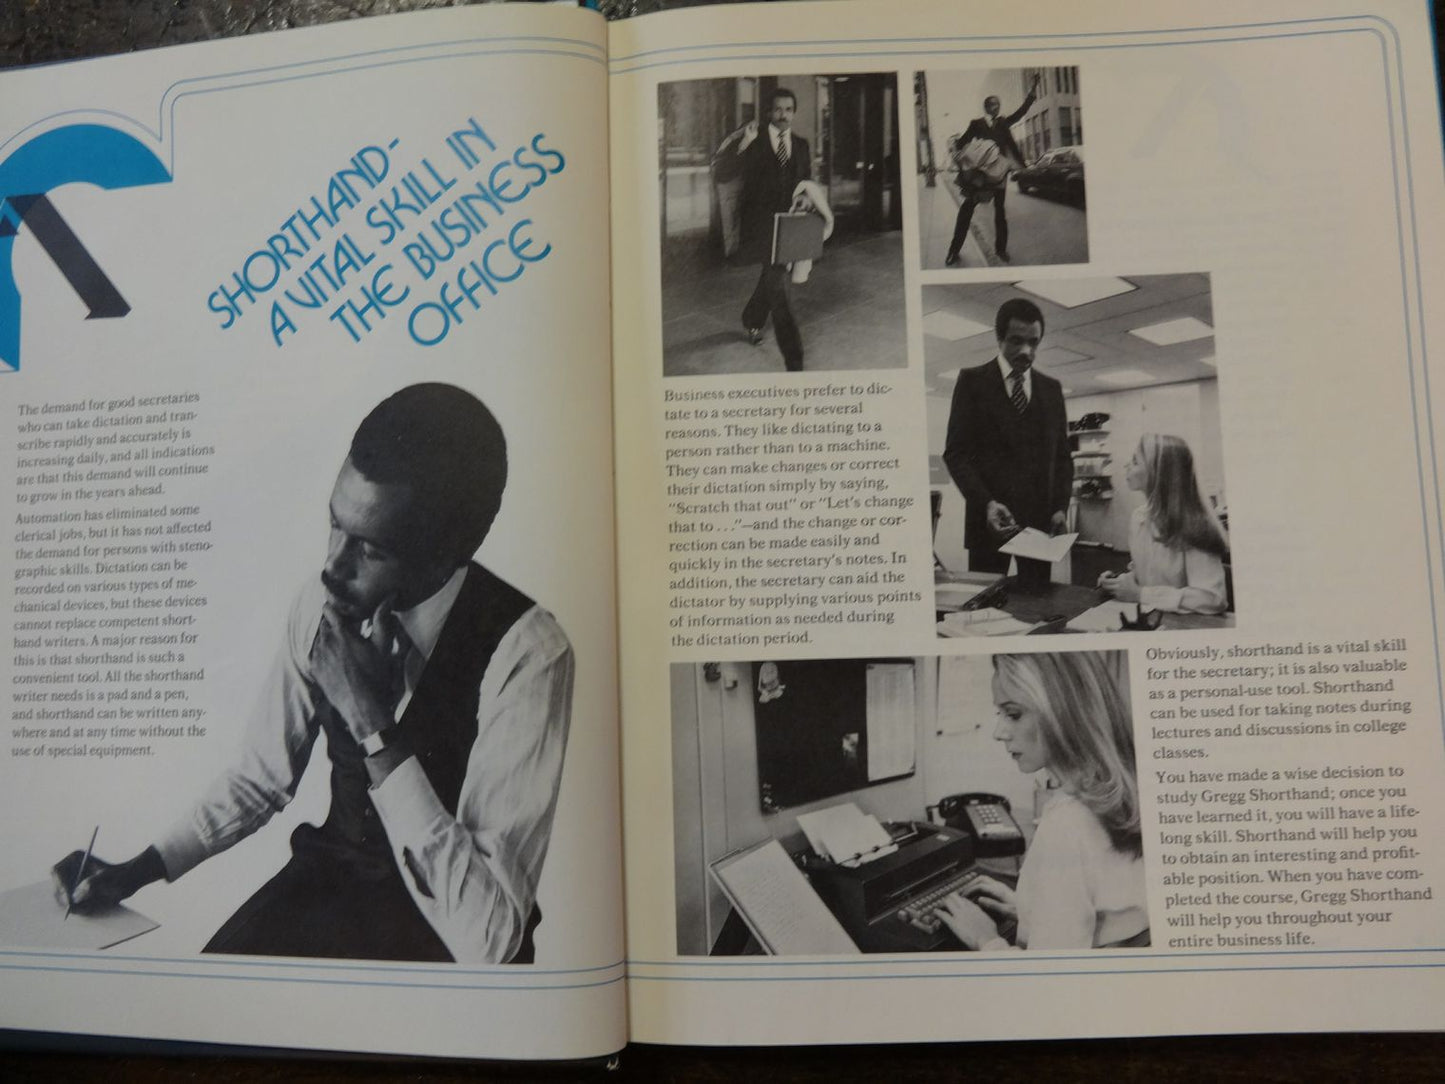 SHORTHAND-
A VITAL SKILL IN
THE BUSINESS
OFFICE
The demand for good secretaries
who can take dictation and tran-
scribe rapidly and accurately is
increasing daily, and all indications
are that this demand will continue
to grow in the years ahead.
Automation has eliminated some
clerical jobs, but it has not affected
the demand for persons with steno-
graphic skills. Dictation can be
recorded on various types of me-
chanical devices, but these devices
cannot replace competent short-
hand writers. A major reason for
this is that shorthand is such a
convenient tool. All the shorthand
writer needs is a pad and a pen,
and shorthand can be written any-
where and at any time without the
use of special equipment.
Business executives prefer to dic-
tate to a secretary for several
reasons. They like dictating to a
person rather than to a machine.
They can make changes or correct
their dictation simply by saying,
"Scratch that out" or "Let's change
that to . . ."—and the change or cor-
rection can be made easily and
quickly in the secretary's notes. In
addition, the secretary can aid the
dictator by supplying various points
of information as needed during
the dictation period.
Obviously, shorthand is a vital skill
for the secretary; it is also valuable
as a personal-use tool. Shorthand
can be used for taking notes during
lectures and discussions in college
classes.
You have made a wise decision to
study Gregg Shorthand; once you
have learned it, you will have a life-
long skill. Shorthand will help you
to obtain an interesting and profit-
able position. When you have com-
pleted the course, Gregg Shorthand
will help you throughout your
entire business life.